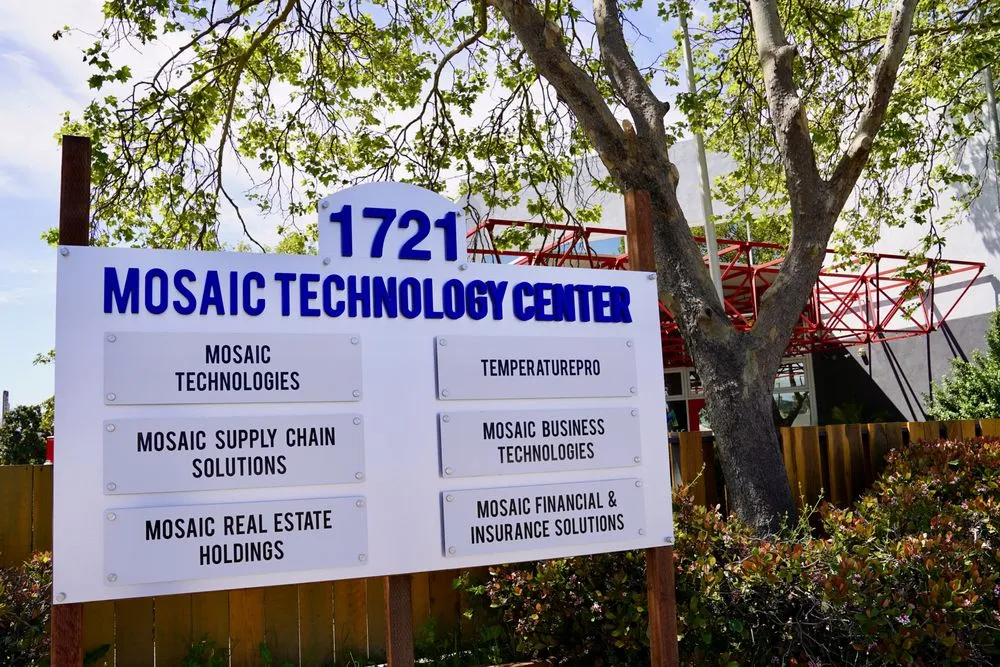 1721
MOSAIC TECHNOLOGY CENTER
MOSAIC
TECHNOLOGIES
MOSAIC SUPPLY CHAIN
SOLUTIONS
MOSAIC REAL ESTATE
HOLDINGS
TEMPERATUREPRO
MOSAIC BUSINESS
TECHNOLOGIES
MOSAIC FINANCIAL &
INSURANCE SOLUTIONS